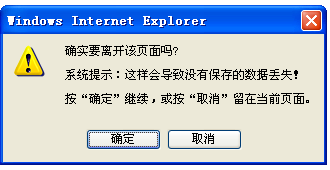 Windows Internet Explorer
确实要离开该页面吗?
系统提示：这样会导致没有保存的数据丢失!
按“确定”继续，或按“取消”留在当前页面。
确定
取消